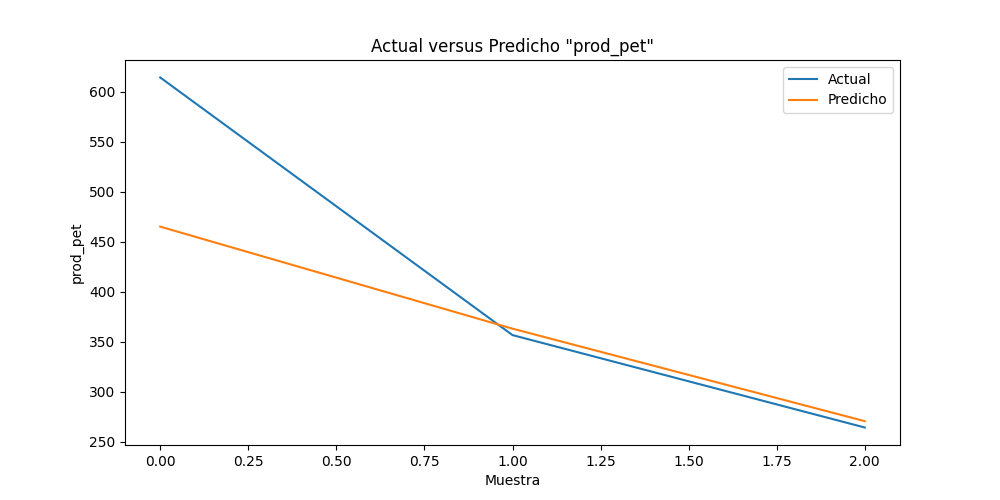 Actual versus Predicho "prod_pet"
Actual
Predicho
600
550
500
450
400
350
300
250
prod_pet
0.00 0.25 0.50 0.75 1.00 1.25 1.50 1.75 2.00
Muestra